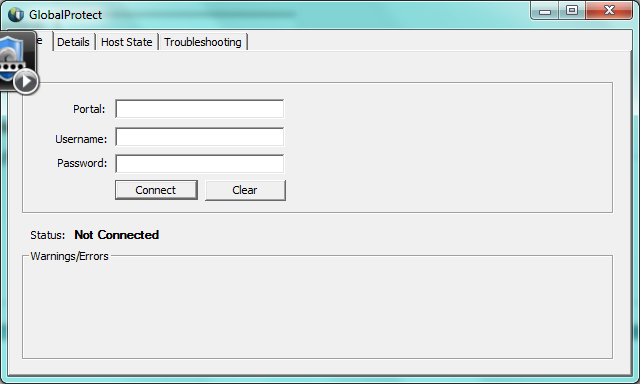 GlobalProtect
Details Host State Troubleshooting
Portal:
Username:
Password:
Connect Clear
Status: Not Connected
Warnings/Errors